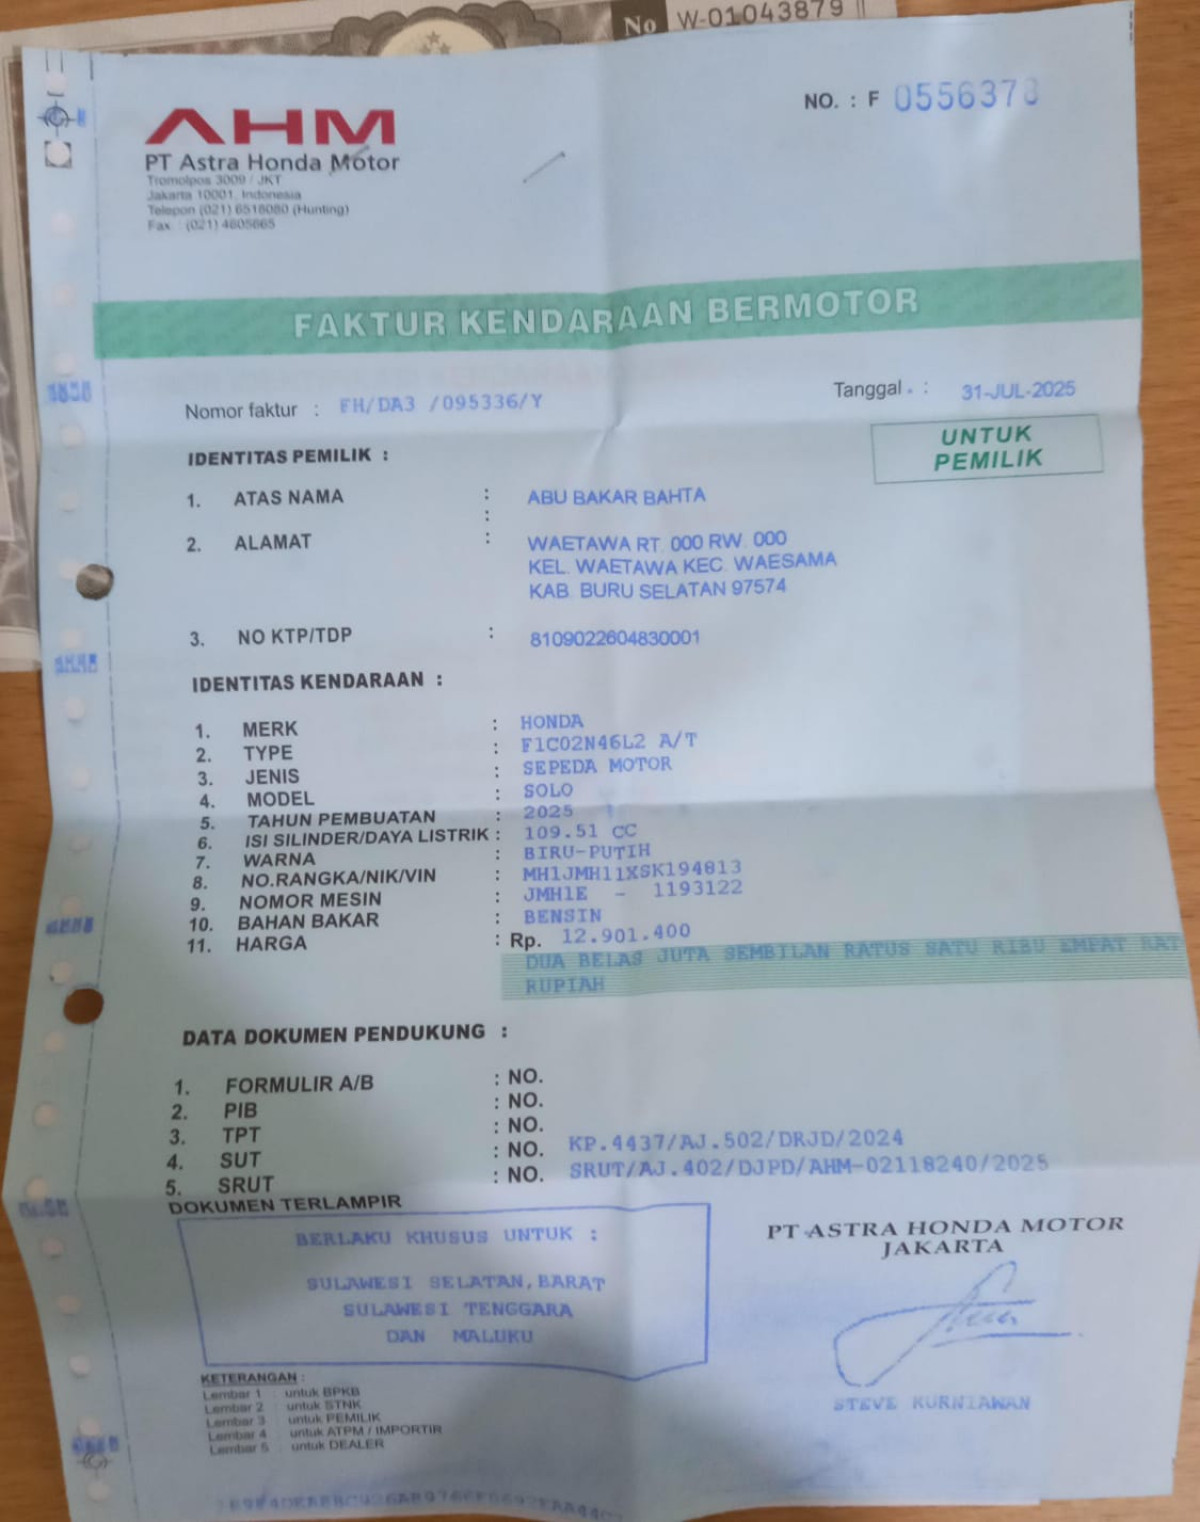 No W-01043879
AHM
PT Astra Honda Motor
Tromolpos 3009 / JKT
Jakarta 10001, Indonesia
Telepon (021) 6518080 (Hunting)
Fax : (021) 4605665
NO. : F 0556378
FAKTUR KENDARAAN BERMOTOR
Nomor faktur : FH/DA3 /095336/Y
Tanggal . : 31-JUL-2025
UNTUK
PEMILIK
IDENTITAS PEMILIK :
1. ATAS NAMA : ABU BAKAR BAHTA
:
2. ALAMAT : WAETAWA RT. 000 RW. 000
KEL. WAETAWA KEC. WAESAMA
KAB. BURU SELATAN 97574
3. NO KTP/TDP : 8109022604830001
IDENTITAS KENDARAAN :
1. MERK : HONDA
2. TYPE : F1C02N46L2 A/T
3. JENIS : SEPEDA MOTOR
4. MODEL : SOLO
5. TAHUN PEMBUATAN : 2025
6. ISI SILINDER/DAYA LISTRIK : 109.51 CC
7. WARNA : BIRU-PUTIH
8. NO.RANGKA/NIK/VIN : MH1JMH11XSK194813
9. NOMOR MESIN : JMH1E - 1193122
10. BAHAN BAKAR : BENSIN
11. HARGA : Rp. 12.901.400
DUA BELAS JUTA SEMBILAN RATUS SATU RIBU EMPAT RAT
RUPIAH
DATA DOKUMEN PENDUKUNG :
1. FORMULIR A/B : NO.
2. PIB : NO.
3. TPT : NO.
4. SUT : NO. KP.4437/AJ.502/DRJD/2024
5. SRUT : NO. SRUT/AJ.402/DJPD/AHM-02118240/2025
DOKUMEN TERLAMPIR
BERLAKU KHUSUS UNTUK :
SULAWESI SELATAN,BARAT
SULAWESI TENGGARA
DAN MALUKU
PT ASTRA HONDA MOTOR
JAKARTA
STEVE KURNIAWAN
KETERANGAN :
Lembar 1 : untuk BPKB
Lembar 2 : untuk STNK
Lembar 3 : untuk PEMILIK
Lembar 4 : untuk ATPM / IMPORTIR
Lembar 5 : untuk DEALER